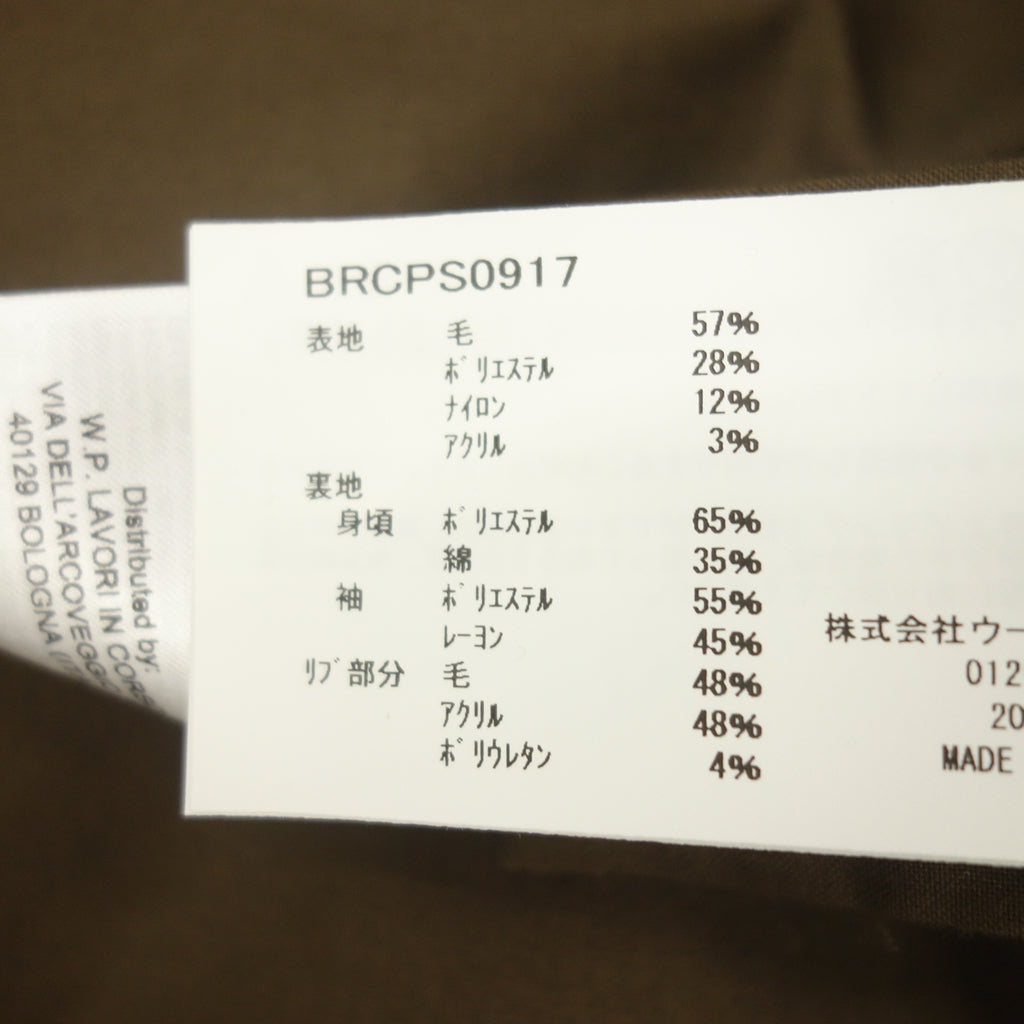 BRCPS0917
表地 毛 57%
ポリエステル 28%
ナイロン 12%
アクリル 3%
裏地
身頃 ポリエステル 65%
綿 35%
袖 ポリエステル 55%
レーヨン 45%
リブ部分 毛 48%
アクリル 48%
ポリウレタン 4%
株式会社ウー
012
20
MADE
Distributed by:
W.P. LAVORI IN
VIA DELL'ARCOVEGG
40129 BOLOGNA